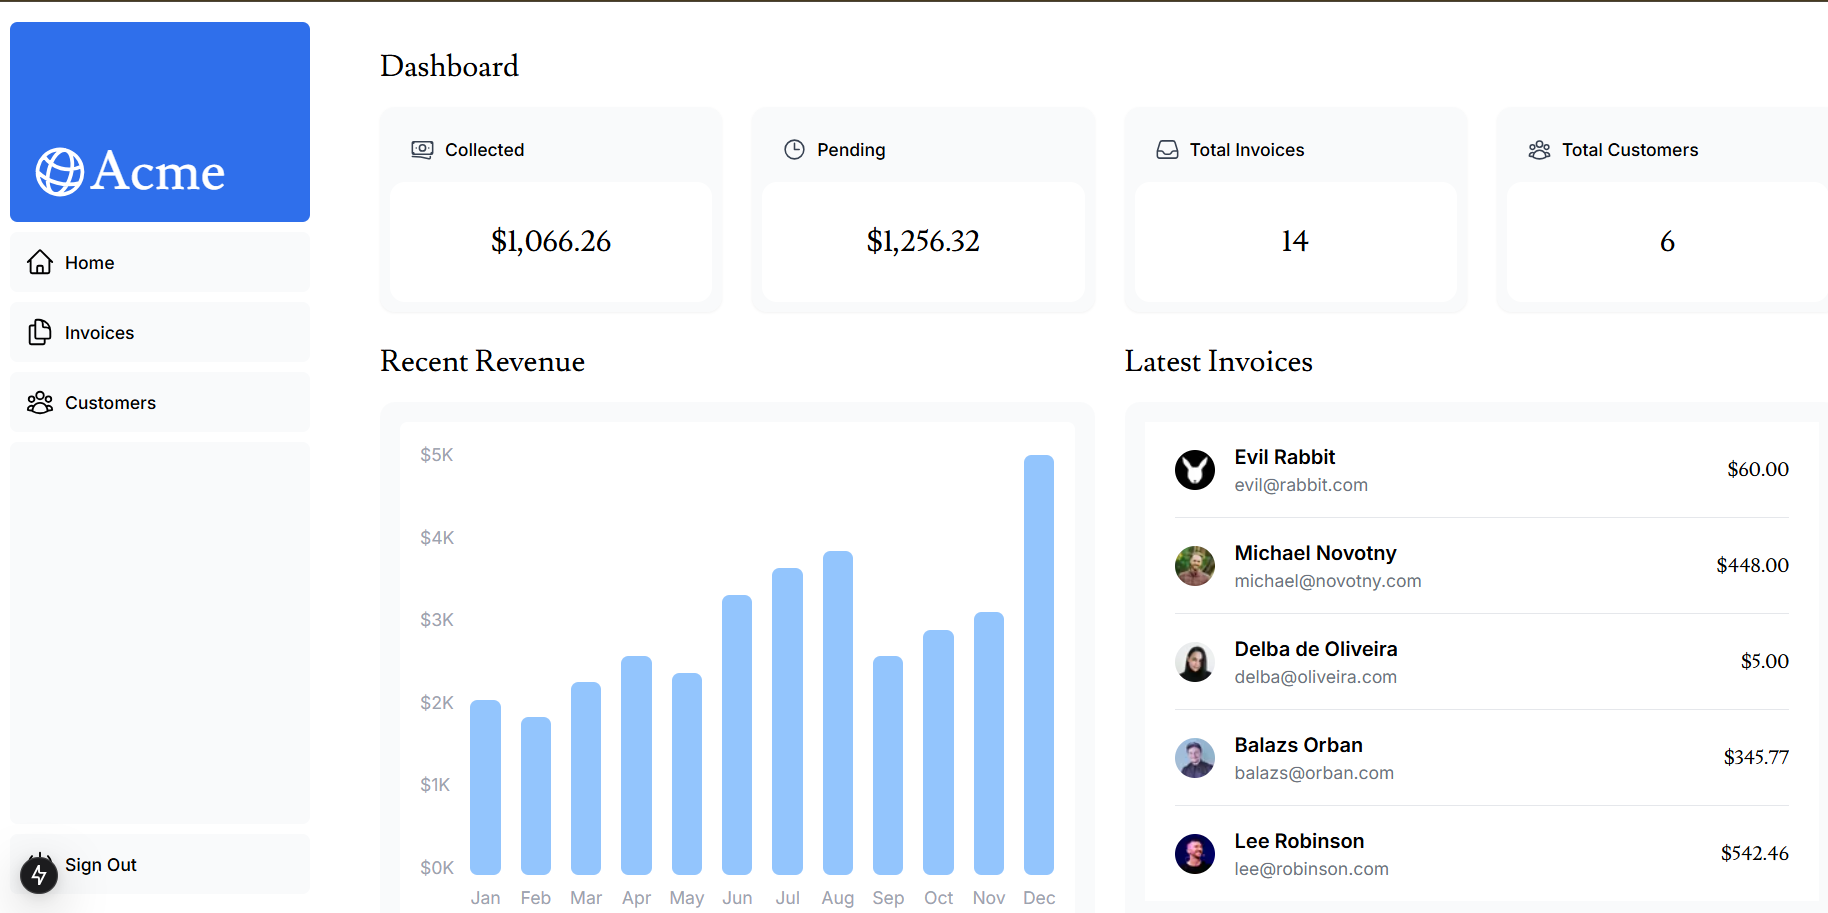 Acme
Home
Invoices
Customers
Sign Out
Dashboard
Collected
$1,066.26
Pending
$1,256.32
Total Invoices
14
Total Customers
6
Recent Revenue
$5K
$4K
$3K
$2K
$1K
$0K
Jan Feb Mar Apr May Jun Jul Aug Sep Oct Nov Dec
Latest Invoices
Evil Rabbit
evil@rabbit.com
$60.00
Michael Novotny
michael@novotny.com
$448.00
Delba de Oliveira
delba@oliveira.com
$5.00
Balazs Orban
balazs@orban.com
$345.77
Lee Robinson
lee@robinson.com
$542.46